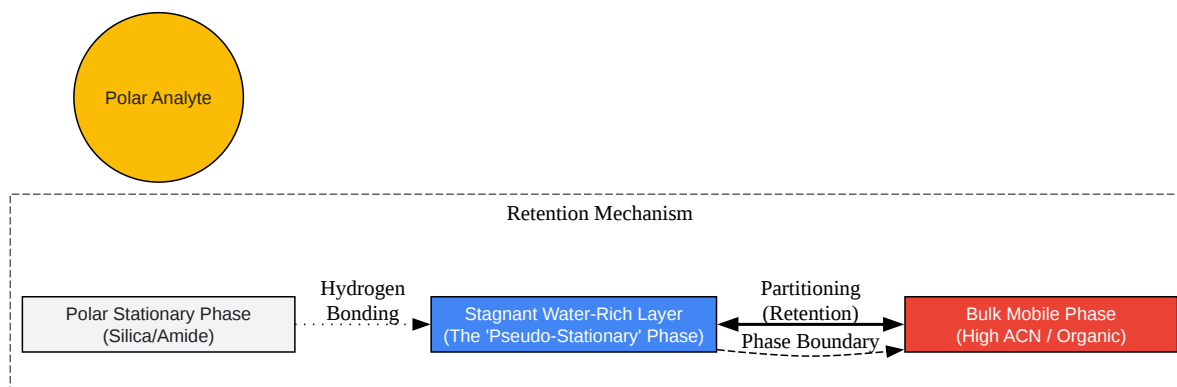 Polar Analyte
Retention Mechanism
Polar Stationary Phase
(Silica/Amide)
Hydrogen
Bonding
Stagnant Water-Rich Layer
(The 'Pseudo-Stationary' Phase)
Partitioning
(Retention)
Phase Boundary
Bulk Mobile Phase
(High ACN / Organic)